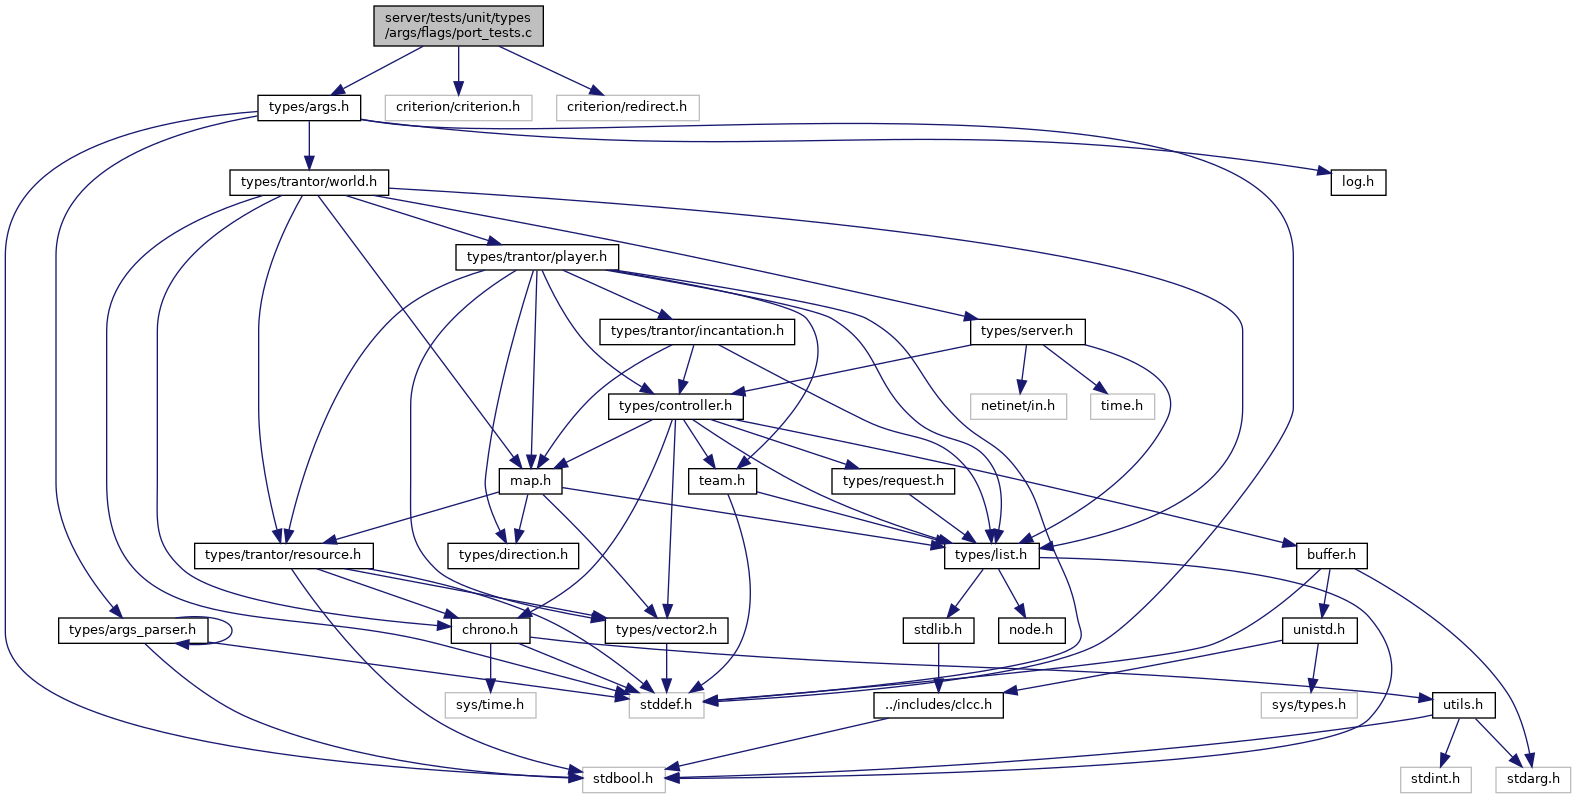 server/tests/unit/types
/args/flags/port_tests.c
types/args.h
criterion/criterion.h
criterion/redirect.h
types/trantor/world.h
log.h
types/trantor/player.h
types/trantor/incantation.h
types/server.h
types/controller.h
netinet/in.h
time.h
map.h
team.h
types/request.h
types/trantor/resource.h
types/direction.h
types/list.h
buffer.h
types/args_parser.h
chrono.h
types/vector2.h
stdlib.h
node.h
unistd.h
sys/time.h
stddef.h
../includes/clcc.h
sys/types.h
utils.h
stdbool.h
stdint.h
stdarg.h